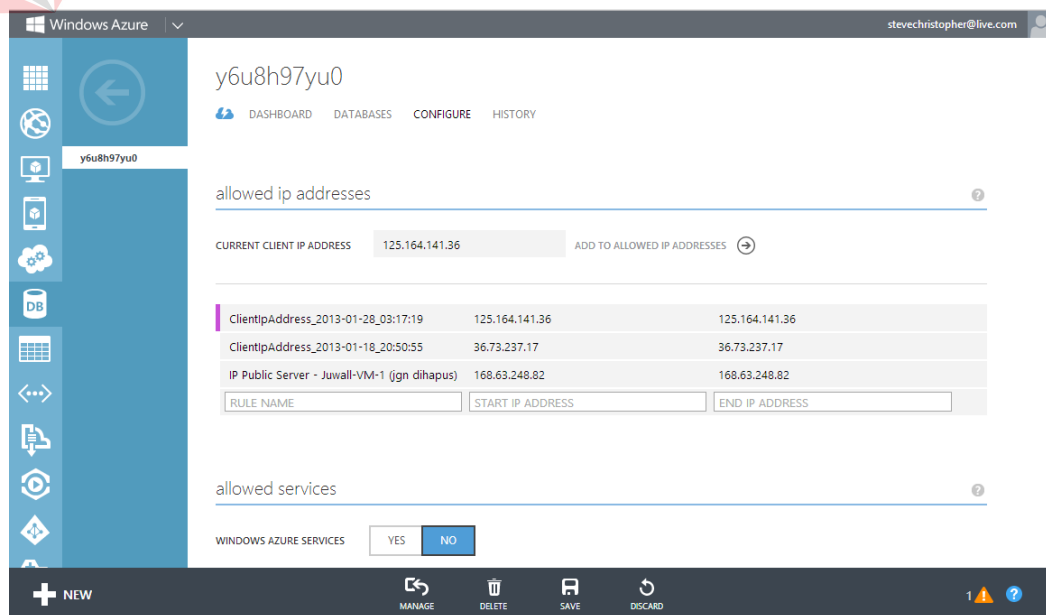 Windows Azure
stevechristopher@live.com
y6u8h97yu0
y6u8h97yu0
DASHBOARD DATABASES CONFIGURE HISTORY
allowed ip addresses
?
CURRENT CLIENT IP ADDRESS 125.164.141.36 ADD TO ALLOWED IP ADDRESSES
ClientIpAddress_2013-01-28_03:17:19 125.164.141.36 125.164.141.36
ClientIpAddress_2013-01-18_20:50:55 36.73.237.17 36.73.237.17
IP Public Server - Juwall-VM-1 (jgn dihapus) 168.63.248.82 168.63.248.82
RULE NAME START IP ADDRESS END IP ADDRESS
allowed services
?
WINDOWS AZURE SERVICES YES NO
DB
NEW MANAGE DELETE SAVE DISCARD 1 ?